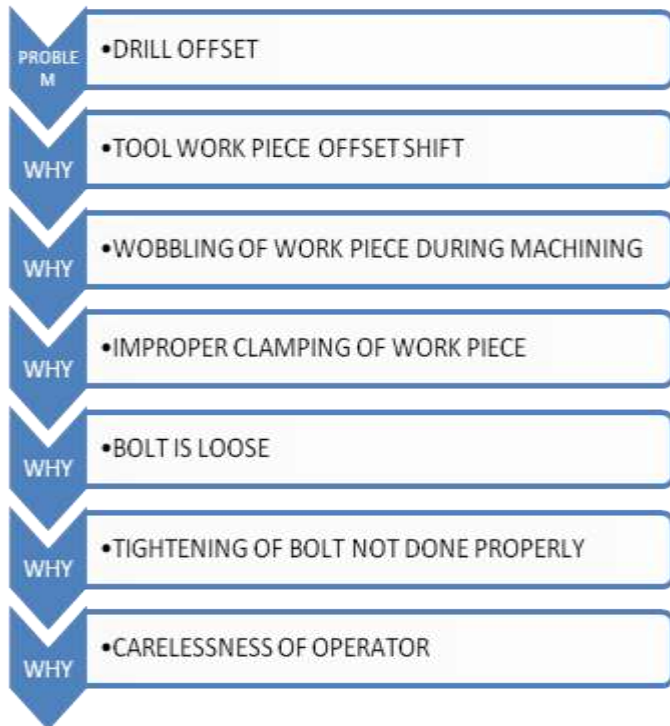 PROBLE
M
•DRILL OFFSET
WHY
•TOOL WORK PIECE OFFSET SHIFT
WHY
•WOBBLING OF WORK PIECE DURING MACHINING
WHY
•IMPROPER CLAMPING OF WORK PIECE
WHY
•BOLT IS LOOSE
WHY
•TIGHTENING OF BOLT NOT DONE PROPERLY
WHY
•CARELESSNESS OF OPERATOR